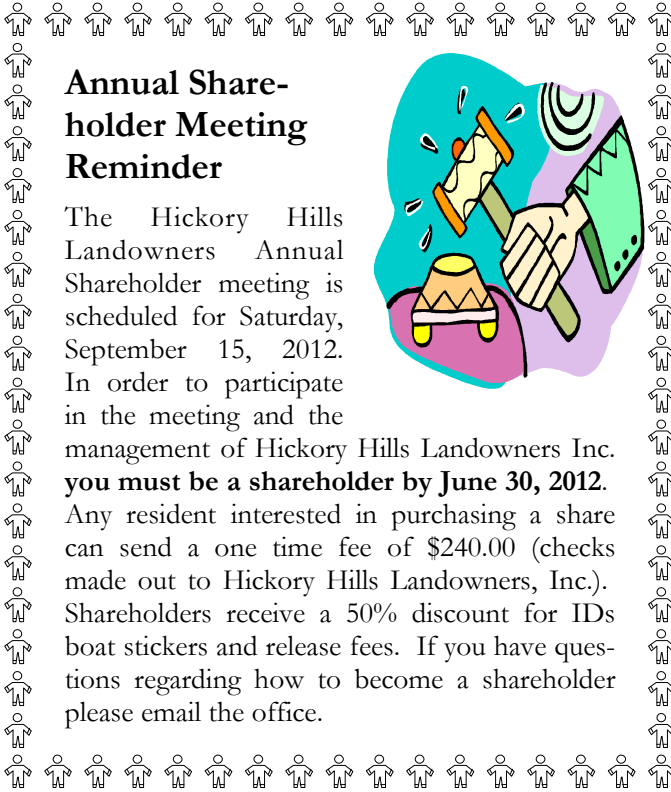 Annual Share-
holder Meeting
Reminder
The Hickory Hills
Landowners Annual
Shareholder meeting is
scheduled for Saturday,
September 15, 2012.
In order to participate
in the meeting and the
management of Hickory Hills Landowners Inc.
you must be a shareholder by June 30, 2012.
Any resident interested in purchasing a share
can send a one time fee of $240.00 (checks
made out to Hickory Hills Landowners, Inc.).
Shareholders receive a 50% discount for IDs
boat stickers and release fees. If you have ques-
tions regarding how to become a shareholder
please email the office.